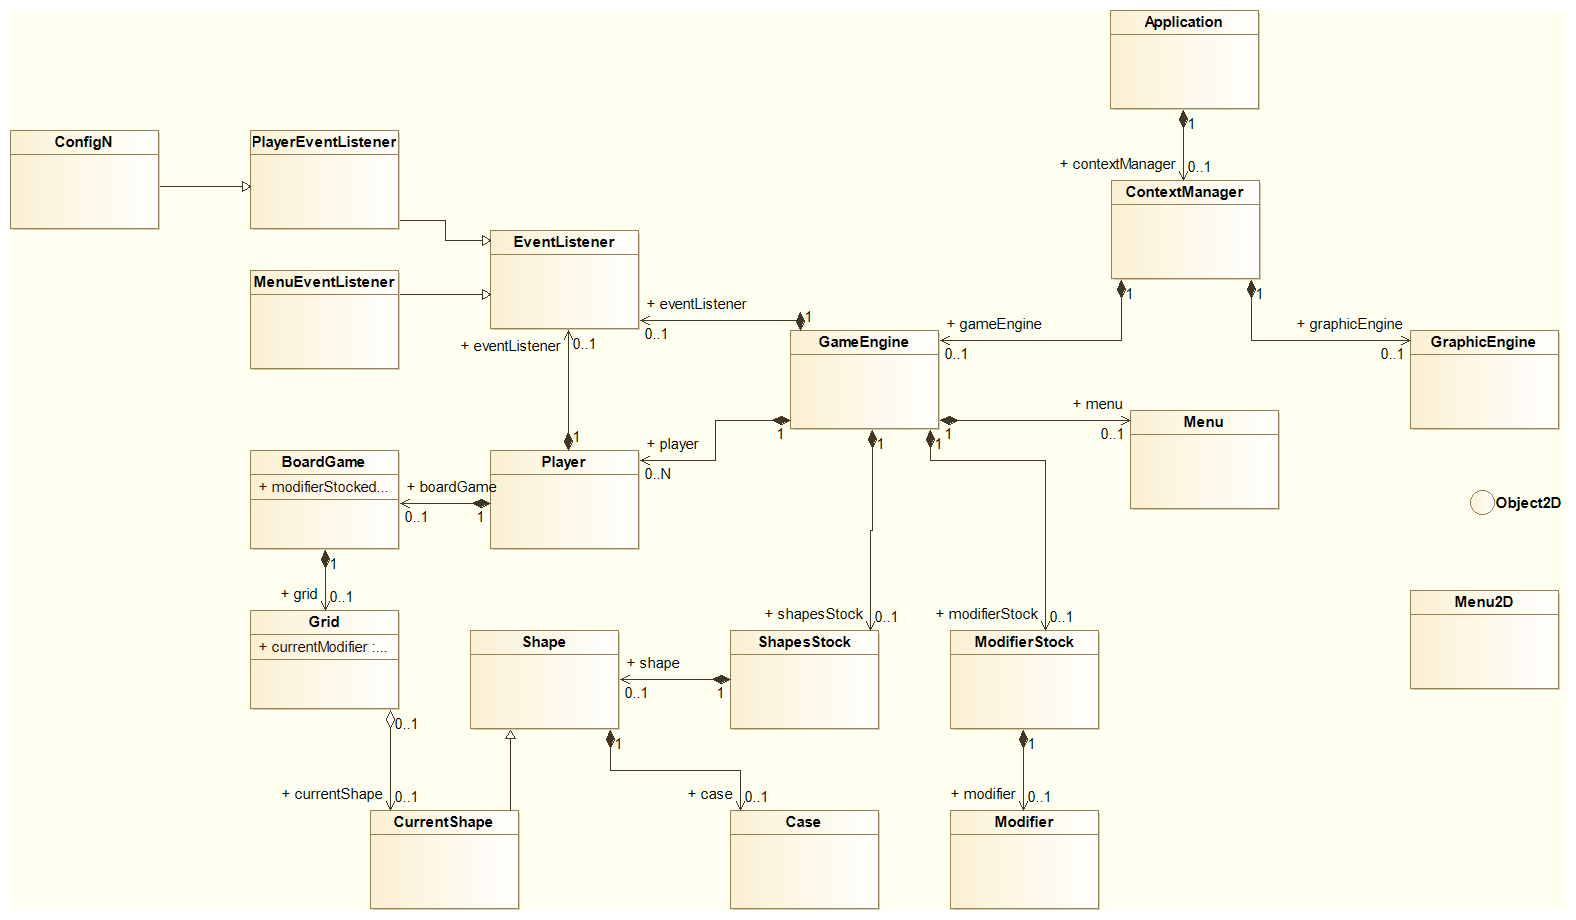 Application
1
+ contextManager
0..1
ConfigN
PlayerEventListener
ContextManager
EventListener
MenuEventListener
1
1
+ eventListener
0..1
1
+ gameEngine
0..1
+ graphicEngine
0..1
+ eventListener
0..1
GameEngine
GraphicEngine
+ menu
0..1
1
1
1
1
Menu
1
+ player
0..N
BoardGame
+ modifierStocked...
+ boardGame
0..1
1
Player
Object2D
1
+ grid
0..1
Grid
+ currentModifier :...
+ shapesStock
0..1
+ modifierStock
0..1
Menu2D
Shape
+ shape
0..1
1
ShapesStock
ModifierStock
0..1
1
1
+ currentShape
0..1
+ case
0..1
+ modifier
0..1
CurrentShape
Case
Modifier